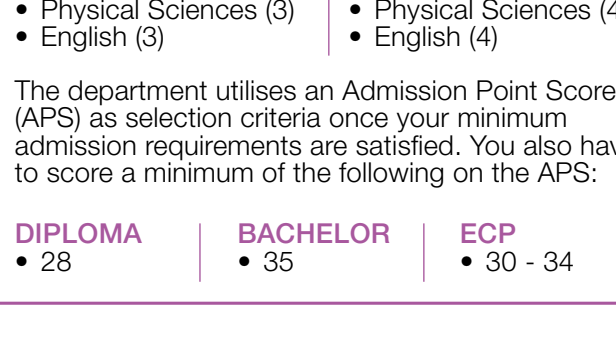 • Physical Sciences (3) • Physical Sciences (4
• English (3) • English (4)
The department utilises an Admission Point Score
(APS) as selection criteria once your minimum
admission requirements are satisfied. You also hav
to score a minimum of the following on the APS:
DIPLOMA BACHELOR ECP
• 28 • 35 • 30 - 34